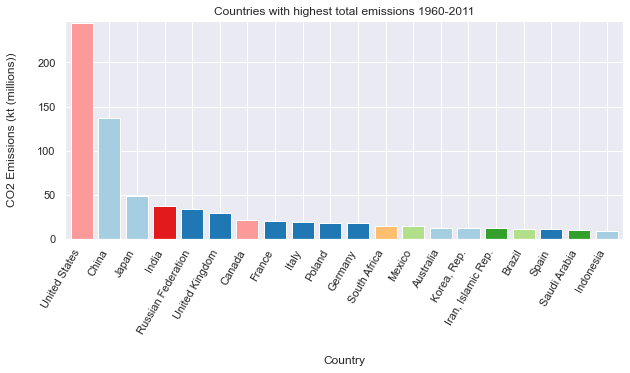 Countries with highest total emissions 1960-2011
CO2 Emissions (kt (millions))
200
150
100
50
0
United States
China
Japan
India
Russian Federation
United Kingdom
Canada
France
Italy
Poland
Germany
South Africa
Mexico
Australia
Korea, Rep.
Iran, Islamic Rep.
Brazil
Spain
Saudi Arabia
Indonesia
Country